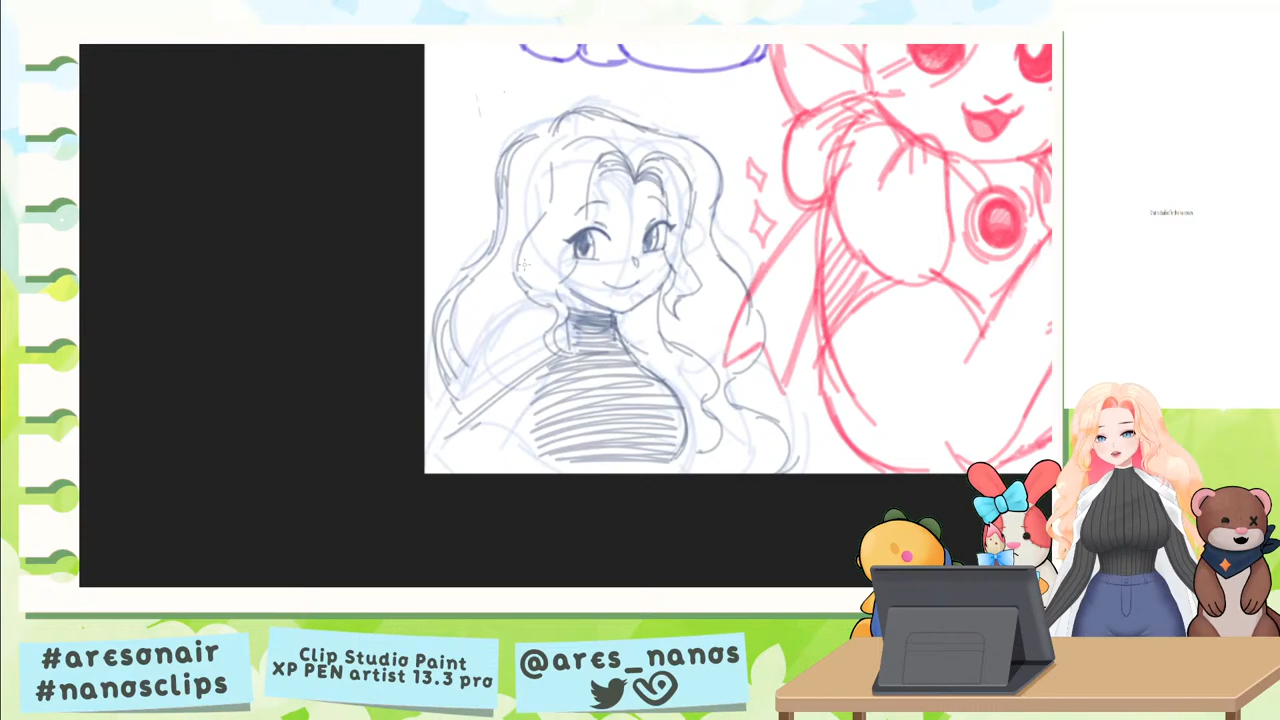 #aresonair
#nanosclips
Clip Studio Paint
XP PEN artist 13.3 pro
@ares_nanos